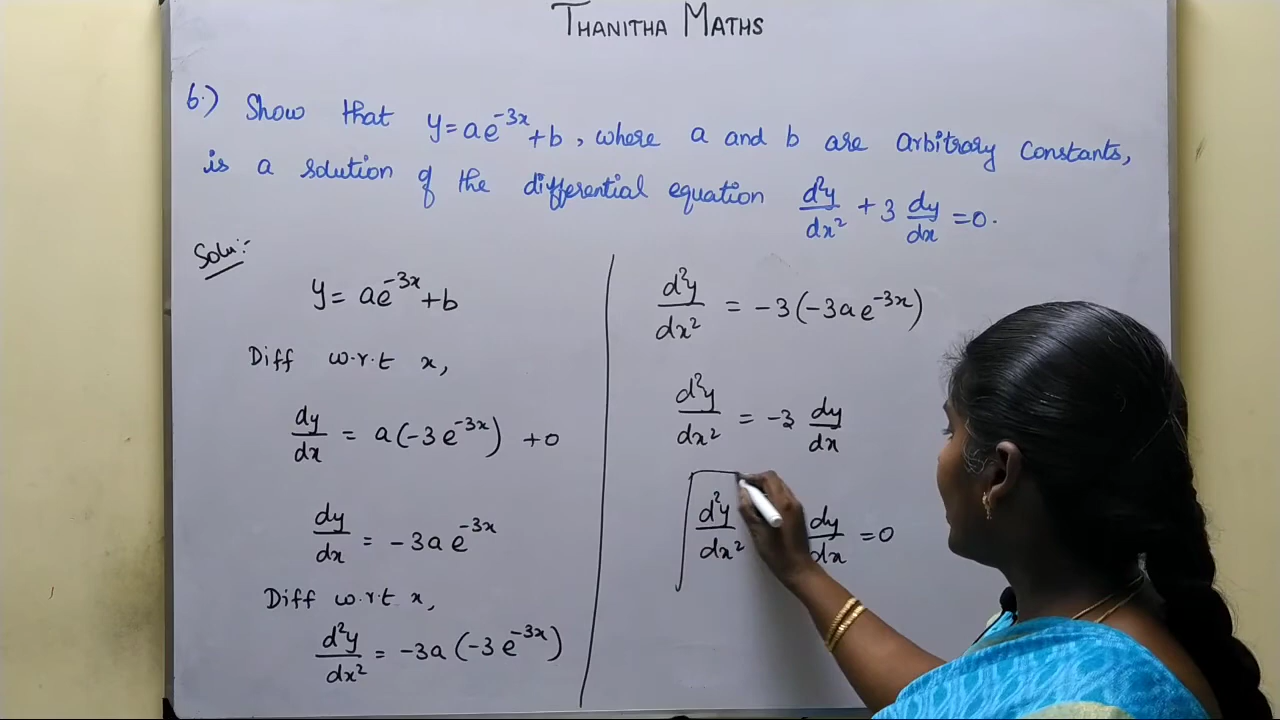 THANITHA MATHS
6.) Show that y=ae⁻³ˣ+b, where a and b are arbitrary constants,
is a solution of the differential equation d²y/dx² + 3 dy/dx =0.
Solu:-
y= ae⁻³ˣ+b
Diff w.r.t x,
dy/dx = a(-3e⁻³ˣ) +0
dy/dx = -3ae⁻³ˣ
Diff w.r.t x,
d²y/dx² = -3a(-3e⁻³ˣ)
d²y/dx² = -3(-3ae⁻³ˣ)
d²y/dx² = -3 dy/dx
d²y/dx² dy/dx =0